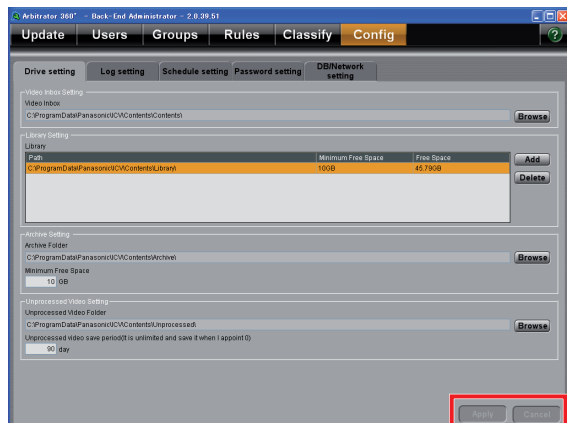 Arbitrator 360° - Back-End Administrator - 2.0.39.51
Update Users Groups Rules Classify Config ?
Drive setting Log setting Schedule setting Password setting DB/Network setting
Video Inbox Setting
Video Inbox
C:\ProgramData\Panasonic\ICV\Contents\Contents\ Browse
Library Setting
Library
Path Minimum Free Space Free Space Add
C:\ProgramData\Panasonic\ICV\Contents\Library\ 10GB 45.79GB
Delete
Archive Setting
Archive Folder
C:\ProgramData\Panasonic\ICV\Contents\Archive\ Browse
Minimum Free Space
10 GB
Unprocessed Video Setting
Unprocessed Video Folder
C:\ProgramData\Panasonic\ICV\Contents\Unprocessed\ Browse
Unprocessed video save period(It is unlimited and save it when I appoint 0)
90 day
Apply Cancel